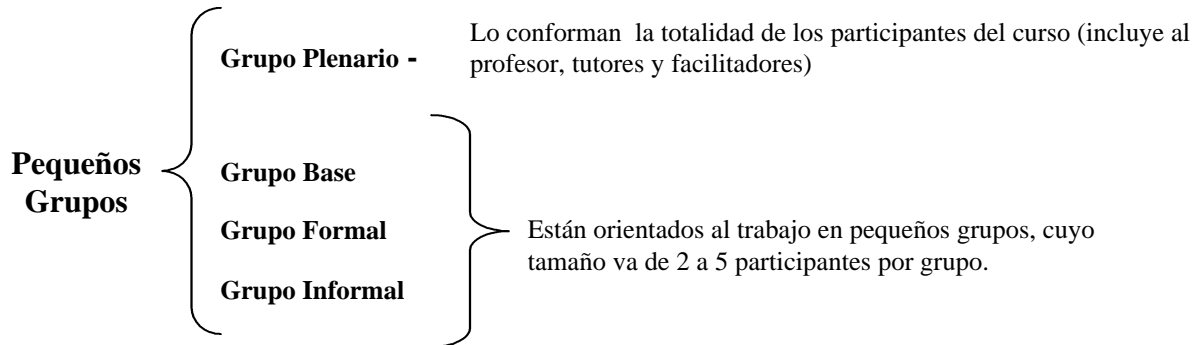 Grupo Plenario -
Lo conforman la totalidad de los participantes del curso (incluye al
profesor, tutores y facilitadores)
Pequeños
Grupos
Grupo Base
Grupo Formal
Grupo Informal
Están orientados al trabajo en pequeños grupos, cuyo
tamaño va de 2 a 5 participantes por grupo.